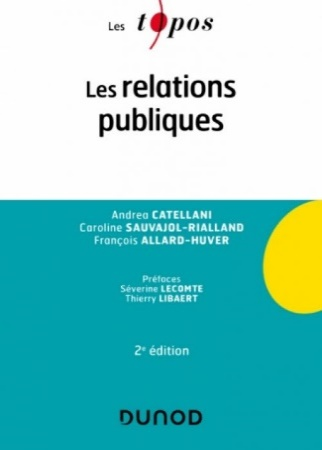 Les topos
Les relations
publiques
Andrea CATELLANI
Caroline SAUVAJOL-RIALLAND
François ALLARD-HUVER
Préfaces
Séverine LECOMTE
Thierry LIBAERT
2e édition
DUNOD